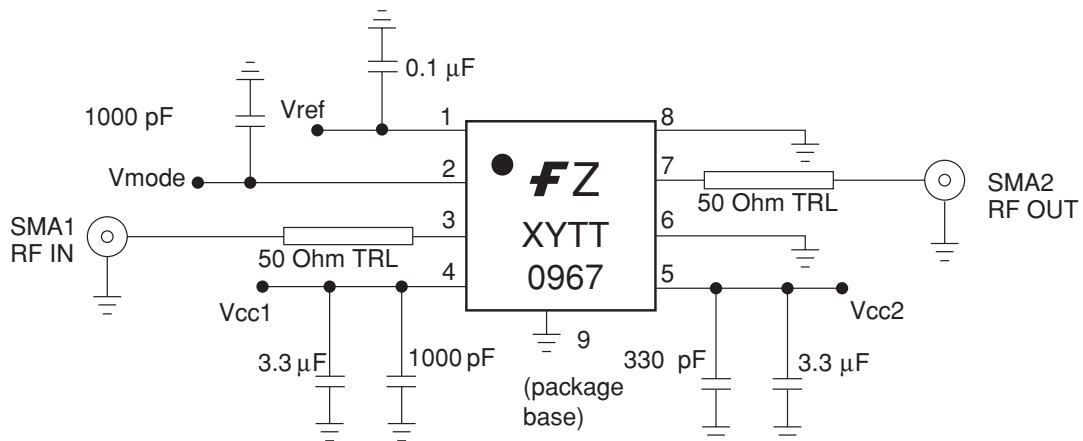 0.1 µF
1000 pF
Vref
1
8
Vmode
2
7
Z
SMA2
RF OUT
50 Ohm TRL
SMA1
RF IN
3
6
XYTT
50 Ohm TRL
4
5
0967
Vcc1
Vcc2
9
3.3 µF
1000 pF
330 pF
3.3 µF
(package
base)